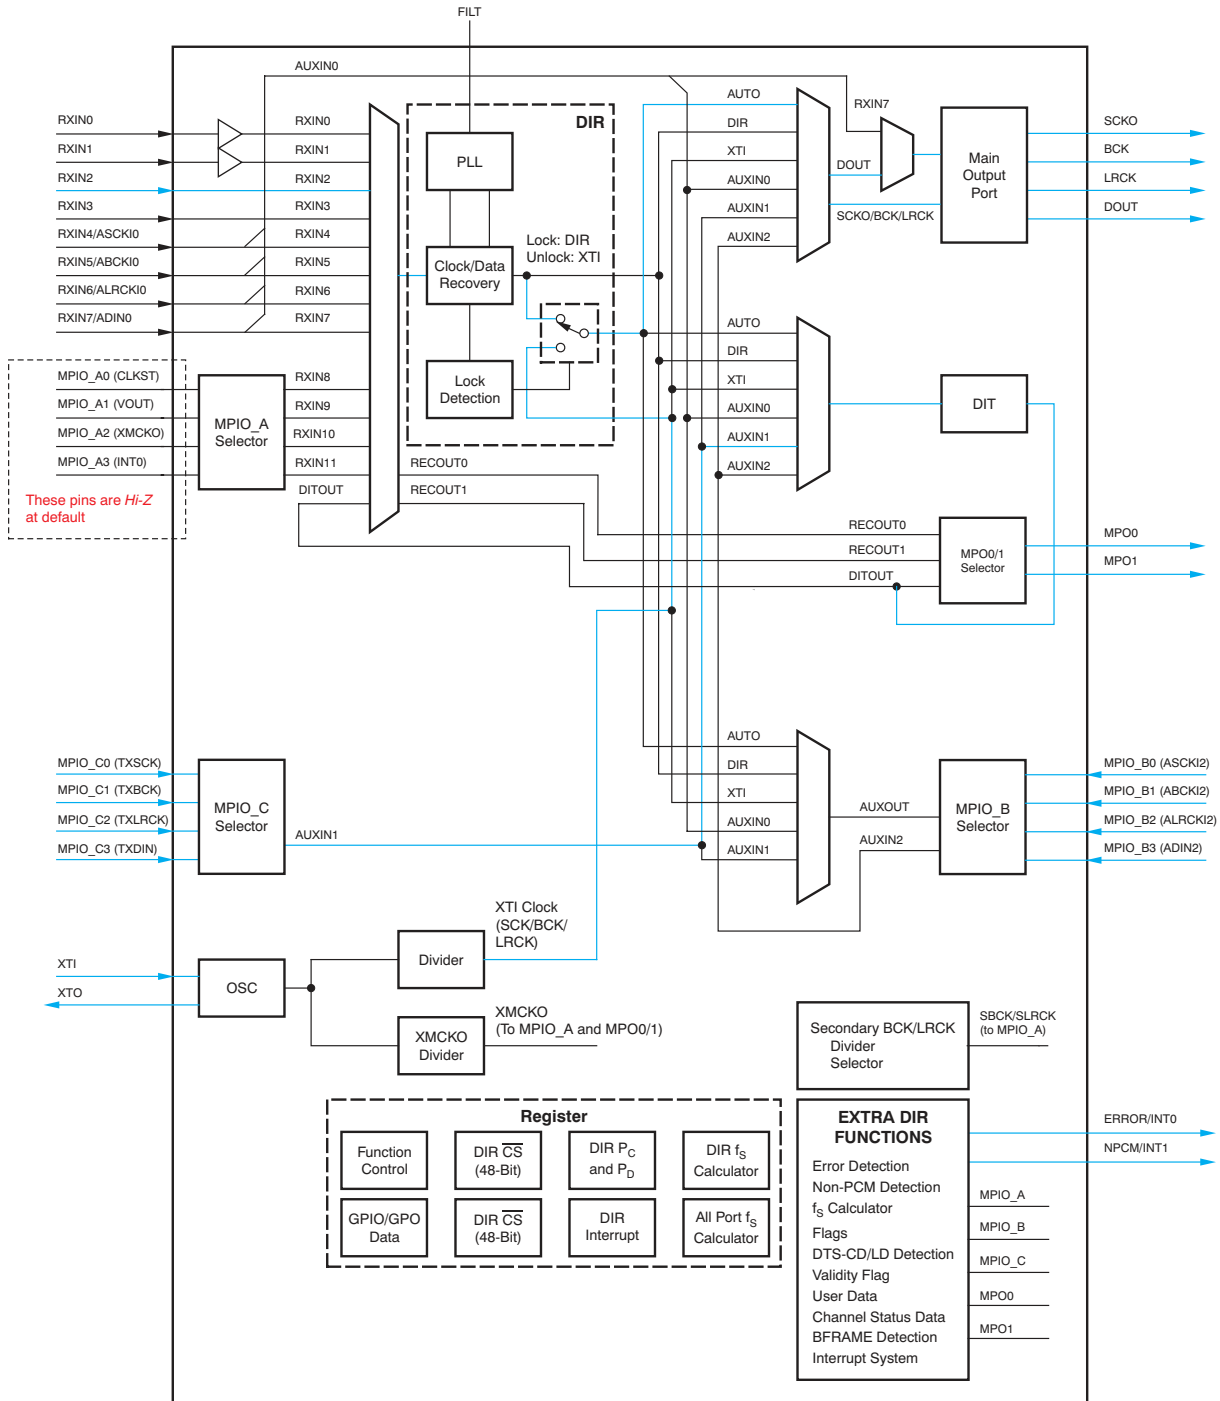 FILT
AUXIN0
RXIN0
RXIN1
RXIN2
RXIN3
RXIN4/ASCKI0
RXIN5/ABCKI0
RXIN6/ALRCKI0
RXIN7/ADIN0
RXIN0
RXIN1
RXIN2
RXIN3
RXIN4
RXIN5
RXIN6
RXIN7
DIR
PLL
Clock/Data
Recovery
Lock
Detection
Lock: DIR
Unlock: XTI
AUTO
DIR
XTI
AUXIN0
AUXIN1
AUXIN2
RXIN7
DOUT
SCKO/BCK/LRCK
Main
Output
Port
SCKO
BCK
LRCK
DOUT
MPIO_A0 (CLKST)
MPIO_A1 (VOUT)
MPIO_A2 (XMCKO)
MPIO_A3 (INT0)
These pins are Hi-Z
at default
MPIO_A
Selector
RXIN8
RXIN9
RXIN10
RXIN11
DITOUT
RECOUT0
RECOUT1
AUTO
DIR
XTI
AUXIN0
AUXIN1
AUXIN2
DIT
RECOUT0
RECOUT1
DITOUT
MPO0/1
Selector
MPO0
MPO1
MPIO_C0 (TXSCK)
MPIO_C1 (TXBCK)
MPIO_C2 (TXLRCK)
MPIO_C3 (TXDIN)
MPIO_C
Selector
AUXIN1
AUTO
DIR
XTI
AUXIN0
AUXIN1
AUXOUT
AUXIN2
MPIO_B
Selector
MPIO_B0 (ASCKI2)
MPIO_B1 (ABCKI2)
MPIO_B2 (ALRCKI2)
MPIO_B3 (ADIN2)
XTI
XTO
OSC
Divider
XTI Clock
(SCK/BCK/
LRCK)
XMCKO
Divider
XMCKO
(To MPIO_A and MPO0/1)
Secondary BCK/LRCK
Divider
Selector
SBCK/SLRCK
(to MPIO_A)
Register
Function
Control
DIR CS
(48-Bit)
DIR PC
and PD
DIR fS
Calculator
GPIO/GPO
Data
DIR CS
(48-Bit)
DIR
Interrupt
All Port fS
Calculator
EXTRA DIR
FUNCTIONS
Error Detection
Non-PCM Detection
fS Calculator
Flags
DTS-CD/LD Detection
Validity Flag
User Data
Channel Status Data
BFRAME Detection
Interrupt System
ERROR/INT0
NPCM/INT1
MPIO_A
MPIO_B
MPIO_C
MPO0
MPO1